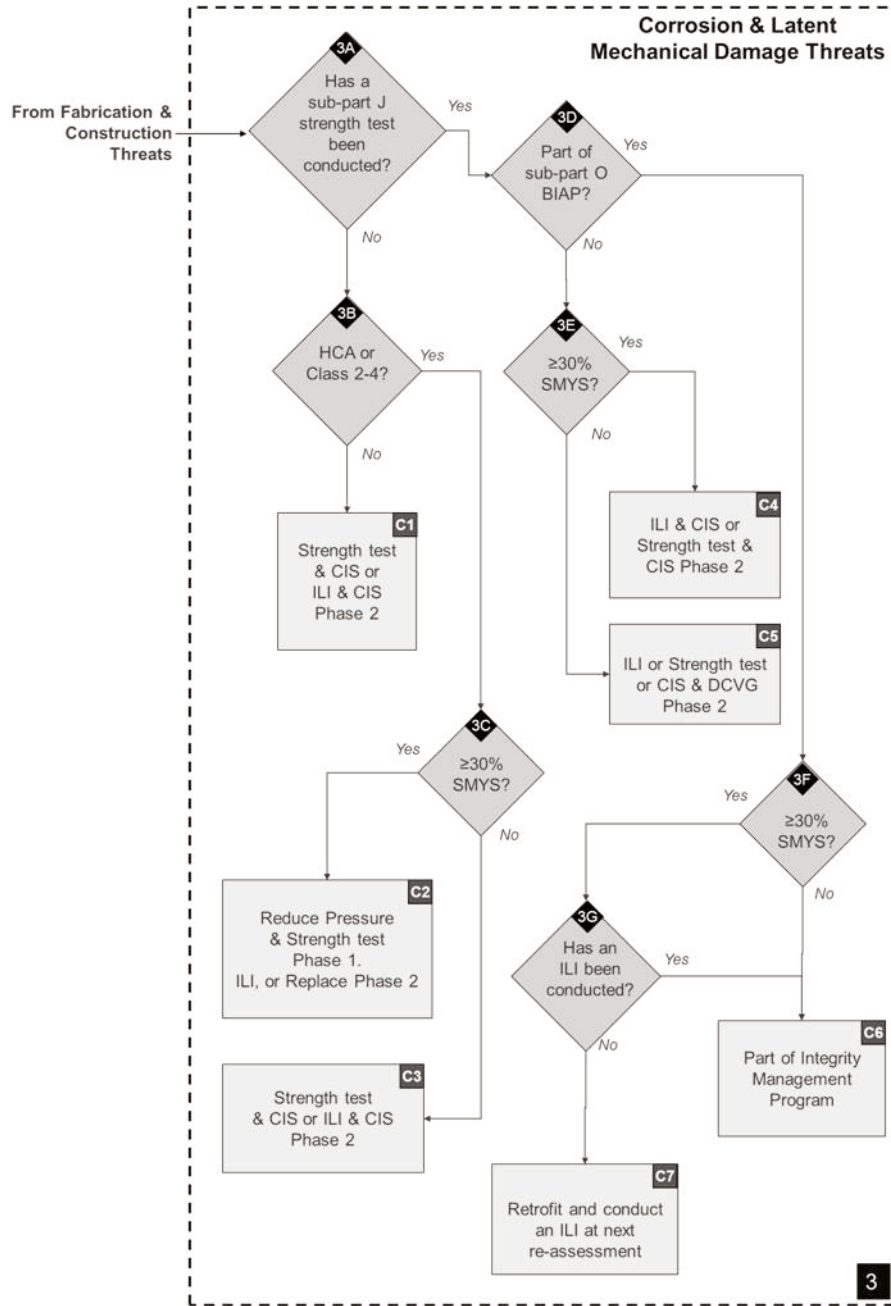 Corrosion & Latent
Mechanical Damage Threats
From Fabrication &
Construction
Threats
3A
Has a
sub-part J
strength test
been
conducted?
Yes
No
3D
Part of
sub-part O
BIAP?
Yes
No
3B
HCA or
Class 2-4?
Yes
No
3E
≥30%
SMYS?
Yes
No
C1
Strength test
& CIS or
ILI & CIS
Phase 2
C4
ILI & CIS or
Strength test &
CIS Phase 2
C5
ILI or Strength test
or CIS & DCVG
Phase 2
3C
≥30%
SMYS?
Yes
No
3F
≥30%
SMYS?
Yes
No
C2
Reduce Pressure
& Strength test
Phase 1.
ILI, or Replace Phase 2
3G
Has an
ILI been
conducted?
Yes
No
C6
Part of Integrity
Management
Program
C3
Strength test
& CIS or ILI & CIS
Phase 2
C7
Retrofit and conduct
an ILI at next
re-assessment
3